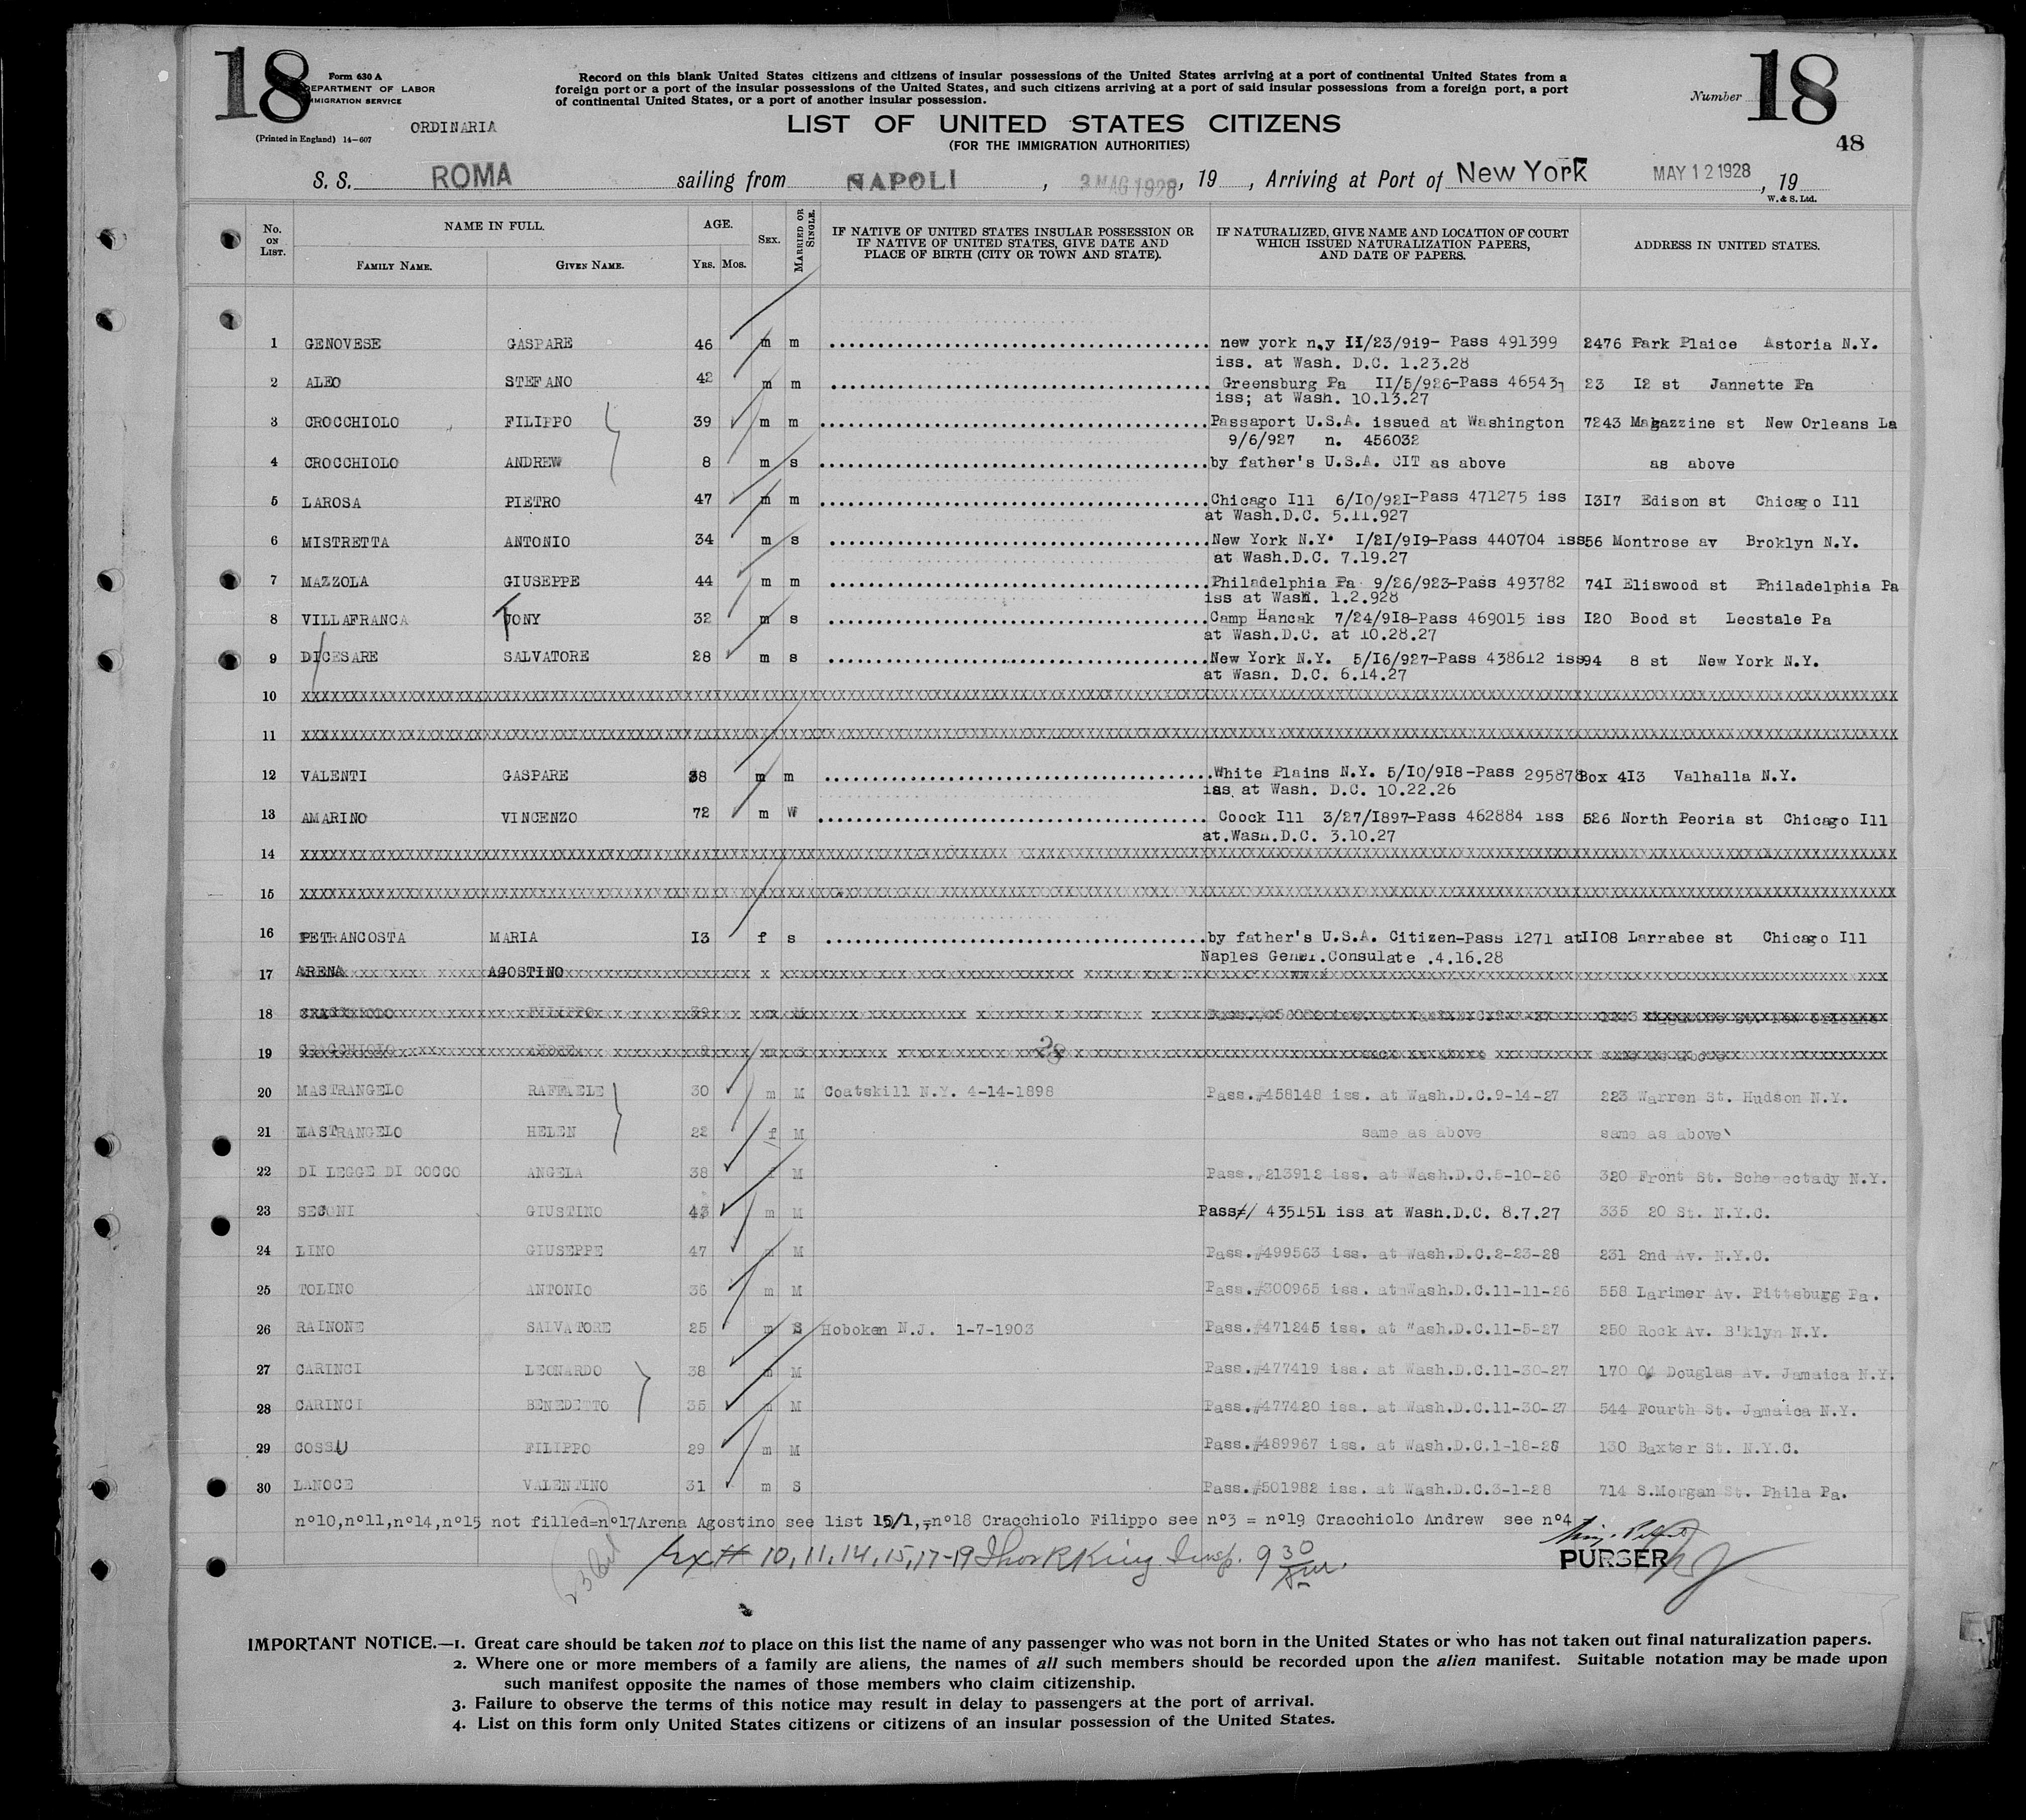 18
Form 630 A
DEPARTMENT OF LABOR
IMMIGRATION SERVICE
(Printed in England) 14—607
ORDINARIA
Record on this blank United States citizens and citizens of insular possessions of the United States arriving at a port of continental United States from a
foreign port or a port of the insular possessions of the United States, and such citizens arriving at a port of said insular possessions from a foreign port, a port
of continental United States, or a port of another insular possession.
LIST OF UNITED STATES CITIZENS
(FOR THE IMMIGRATION AUTHORITIES)
Number 18
48
S. S. ROMA sailing from NAPOLI, 3 MAG 1928, 19 , Arriving at Port of New York MAY 12 1928, 19
W. & S. Ltd.
No. ON LIST. NAME IN FULL. AGE. SEX. MARRIED OR SINGLE. IF NATIVE OF UNITED STATES INSULAR POSSESSION OR IF NATIVE OF UNITED STATES, GIVE DATE AND PLACE OF BIRTH (CITY OR TOWN AND STATE). IF NATURALIZED, GIVE NAME AND LOCATION OF COURT WHICH ISSUED NATURALIZATION PAPERS, AND DATE OF PAPERS. ADDRESS IN UNITED STATES.
FAMILY NAME. GIVEN NAME. YRS. MOS.
1 GENOVESE GASPARE 46 m m new york n.y II/23/919- Pass 491399 2476 Park Plaice Astoria N.Y.
iss. at Wash. D.C. 1.23.28
2 ALEO STEFANO 42 m m Greensburg Pa II/5/926-Pass 46543 23 I2 st Jannette Pa
iss; at Wash. 10.13.27
3 CROCCHIOLO FILIPPO 39 m m Passaport U.S.A. issued at Washington 7243 Magazzine st New Orleans La
9/6/927 n. 456032
4 CROCCHIOLO ANDREW 8 m s by father's U.S.A. CIT as above as above
5 LAROSA PIETRO 47 m m Chicago Ill 6/IO/92I-Pass 471275 iss I3I7 Edison st Chicago Ill
at Wash.D.C. 5.11.927
6 MISTRETTA ANTONIO 34 m s New York N.Y. I/2I/9I9-Pass 440704 iss 56 Montrose av Broklyn N.Y.
at Wash.D.C. 7.19.27
7 MAZZOLA GIUSEPPE 44 m m Philadelphia Pa 9/26/923-Pass 493782 74I Eliswood st Philadelphia Pa
iss at Wash. 1.2.928
8 VILLAFRANCA TONY 32 m s Camp Hancak 7/24/9I8-Pass 469015 iss I20 Bood st Lecstale Pa
at Wash.D.C. at 10.28.27
9 DICESARE SALVATORE 28 m s New York N.Y. 5/I6/927-Pass 438612 iss 94 8 st New York N.Y.
at Wash. D.C. 6.14.27
10
11
12 VALENTI GASPARE 38 m m White Plains N.Y. 5/IO/9I8-Pass 295878 Box 4I3 Valhalla N.Y.
iss at Wash. D.C. 10.22.26
13 AMARINO VINCENZO 72 m W Coock Ill 3/27/I897-Pass 462884 iss 526 North Peoria st Chicago Ill
at.Wash.D.C. 3.10.27
14
15
16 PETRANCOSTA MARIA I3 f s by father's U.S.A. Citizen-Pass 1271 at II08 Larrabee st Chicago Ill
Naples Gener.Consulate .4.16.28
17 ARENA AGOSTINO
18 FILIPPO 39
19 CRACCHIOLO 28
20 MASTRANGELO RAFFAELE 30 m M Coatskill N.Y. 4-14-1898 Pass.#458148 iss. at Wash.D.C.9-14-27 223 Warren St. Hudson N.Y.
21 MASTRANGELO HELEN 22 f M same as above same as above
22 DI LEGGE DI COCCO ANGELA 38 f M Pass.#213912 iss. at Wash.D.C.5-10-26 320 Front St. Schenectady N.Y.
23 SECONI GIUSTINO 43 m M Pass# 435151 iss at Wash.D.C. 8.7.27 335 20 St. N.Y.C.
24 LINO GIUSEPPE 47 m M Pass.#499563 iss. at Wash.D.C.2-23-28 231 2nd Av. N.Y.C.
25 TOLINO ANTONIO 36 m M Pass.#300965 iss. at Wash.D.C.11-11-26 558 Larimer Av. Pittsburg Pa.
26 RAINONE SALVATORE 25 m S Hoboken N.J. 1-7-1903 Pass.#471245 iss. at Wash.D.C.11-5-27 250 Rock Av. B'klyn N.Y.
27 CARINCI LEONARDO 38 m M Pass.#477419 iss. at Wash.D.C.11-30-27 170 04 Douglas Av. Jamaica N.Y.
28 CARINCI BENEDETTO 35 m M Pass.#477420 iss. at Wash.D.C.11-30-27 544 Fourth St. Jamaica N.Y.
29 COSSU FILIPPO 29 m M Pass.#489967 iss. at Wash.D.C.1-18-28 130 Baxter St. N.Y.C.
30 LANOCE VALENTINO 31 m S Pass.#501982 iss. at Wash.D.C.3-1-28 714 S.Morgan St. Phila Pa.
n°10,n°11,n°14,n°15 not filled=n°17Arena Agostino see list 15/1,=n°18 Cracchiolo Filippo see n°3 = n°19 Cracchiolo Andrew see n°4
# 10, 11, 14, 15, 17-19 Thos R King Insp. 9 30 Am.
PURSER
IMPORTANT NOTICE.—1. Great care should be taken not to place on this list the name of any passenger who was not born in the United States or who has not taken out final naturalization papers.
2. Where one or more members of a family are aliens, the names of all such members should be recorded upon the alien manifest. Suitable notation may be made upon
such manifest opposite the names of those members who claim citizenship.
3. Failure to observe the terms of this notice may result in delay to passengers at the port of arrival.
4. List on this form only United States citizens or citizens of an insular possession of the United States.